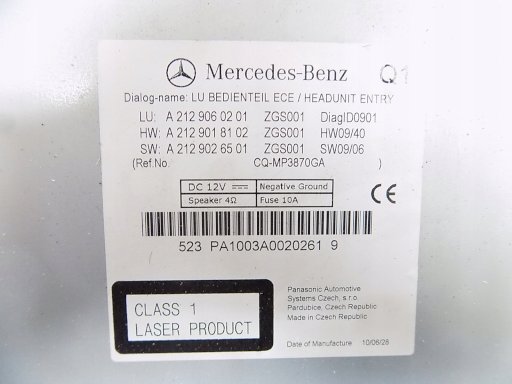 Mercedes-Benz Q1
Dialog-name: LU BEDIENTEIL ECE / HEADUNIT ENTRY
LU: A 212 906 02 01 ZGS001 DiagID0901
HW: A 212 901 81 02 ZGS001 HW09/40
SW: A 212 902 65 01 ZGS001 SW09/06
(Ref.No. CQ-MP3870GA )
DC 12V Negative Ground
Speaker 4Ω Fuse 10A
CE
523 PA1003A0020261 9
CLASS 1
LASER PRODUCT
Panasonic Automotive
Systems Czech, s.r.o.
Pardubice, Czech Republic
Made in Czech Republic
Date of Manufacture 10/06/28